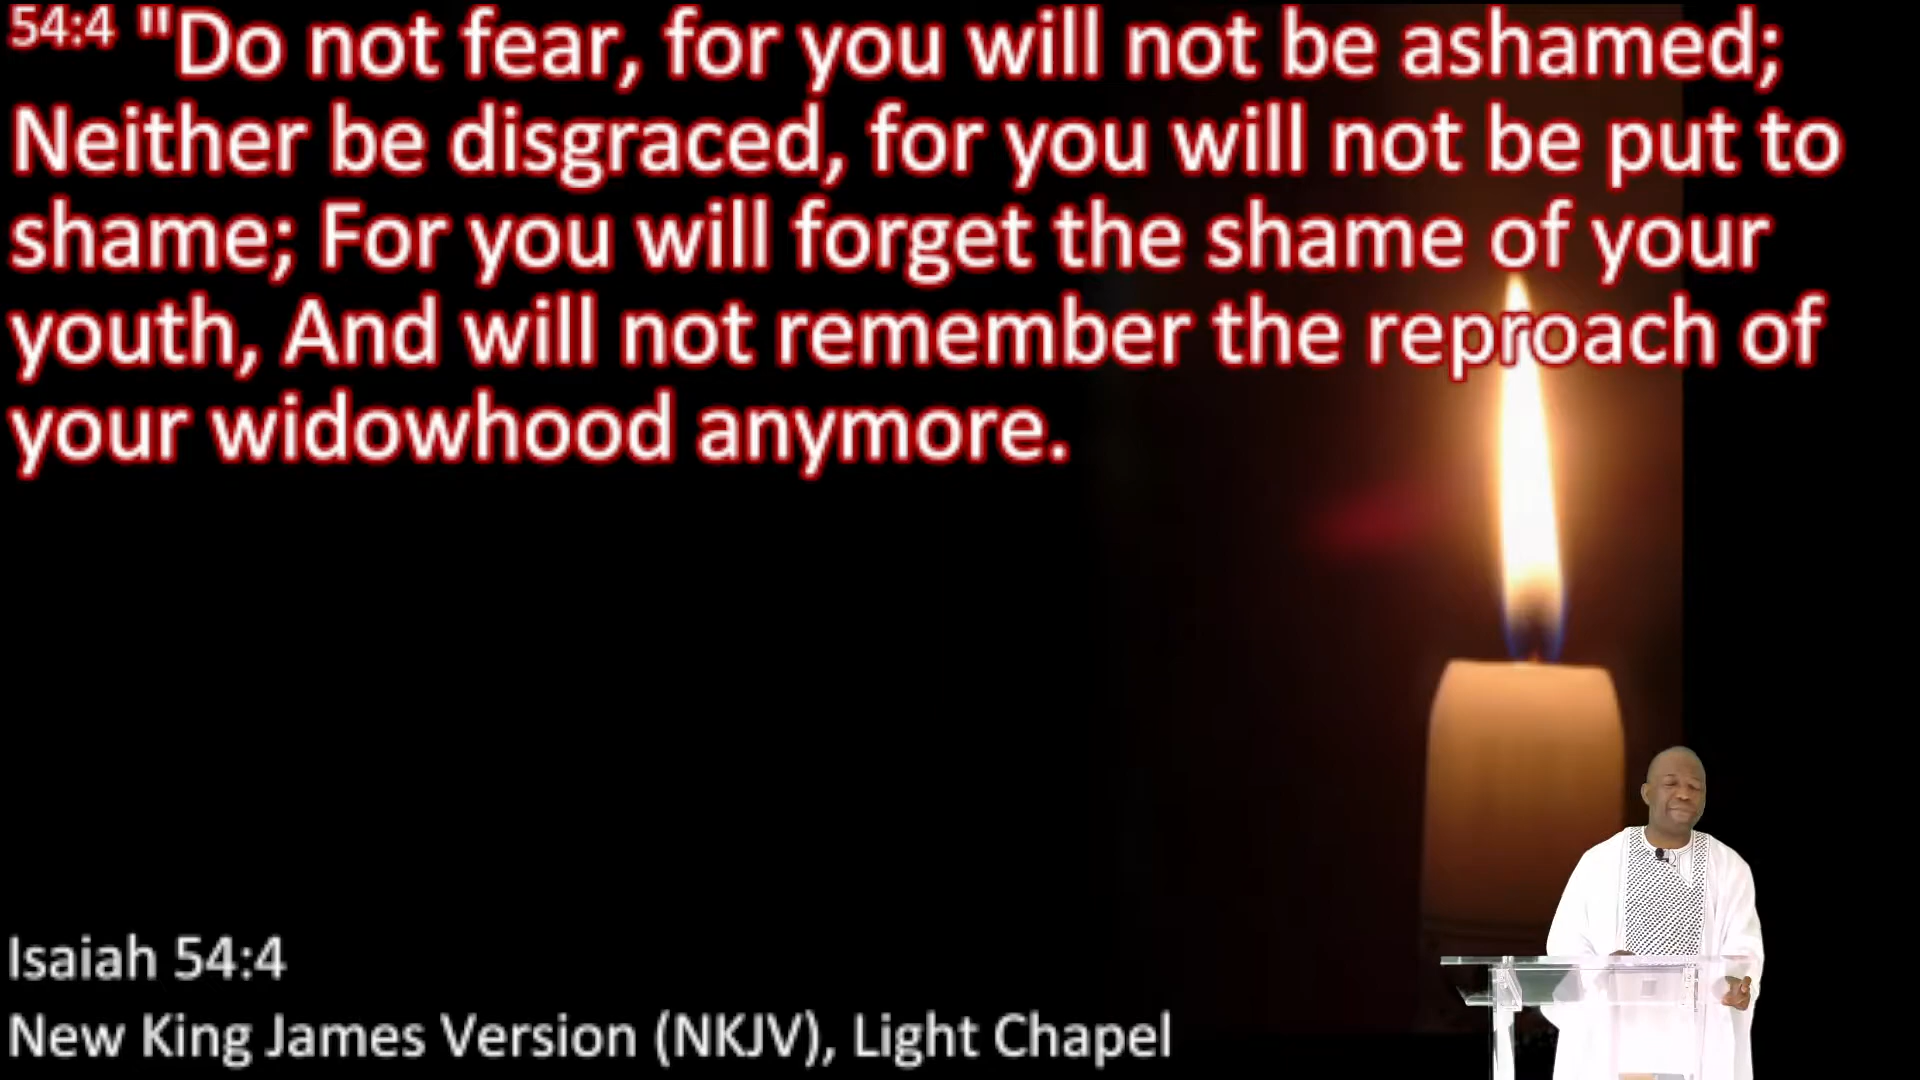 54:4 "Do not fear, for you will not be ashamed;
Neither be disgraced, for you will not be put to
shame; For you will forget the shame of your
youth, And will not remember the reproach of
your widowhood anymore.
Isaiah 54:4
New King James Version (NKJV), Light Chapel